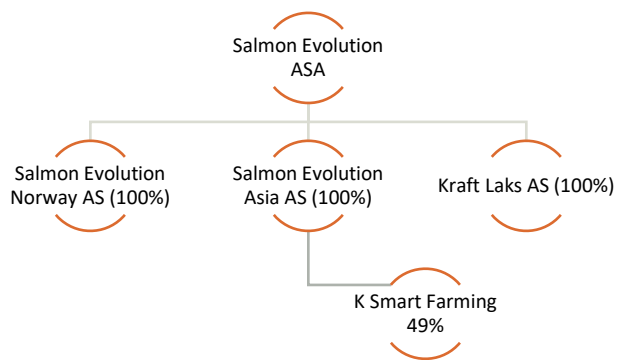 Salmon Evolution
ASA
Salmon Evolution
Norway AS (100%)
Salmon Evolution
Asia AS (100%)
Kraft Laks AS (100%)
K Smart Farming
49%